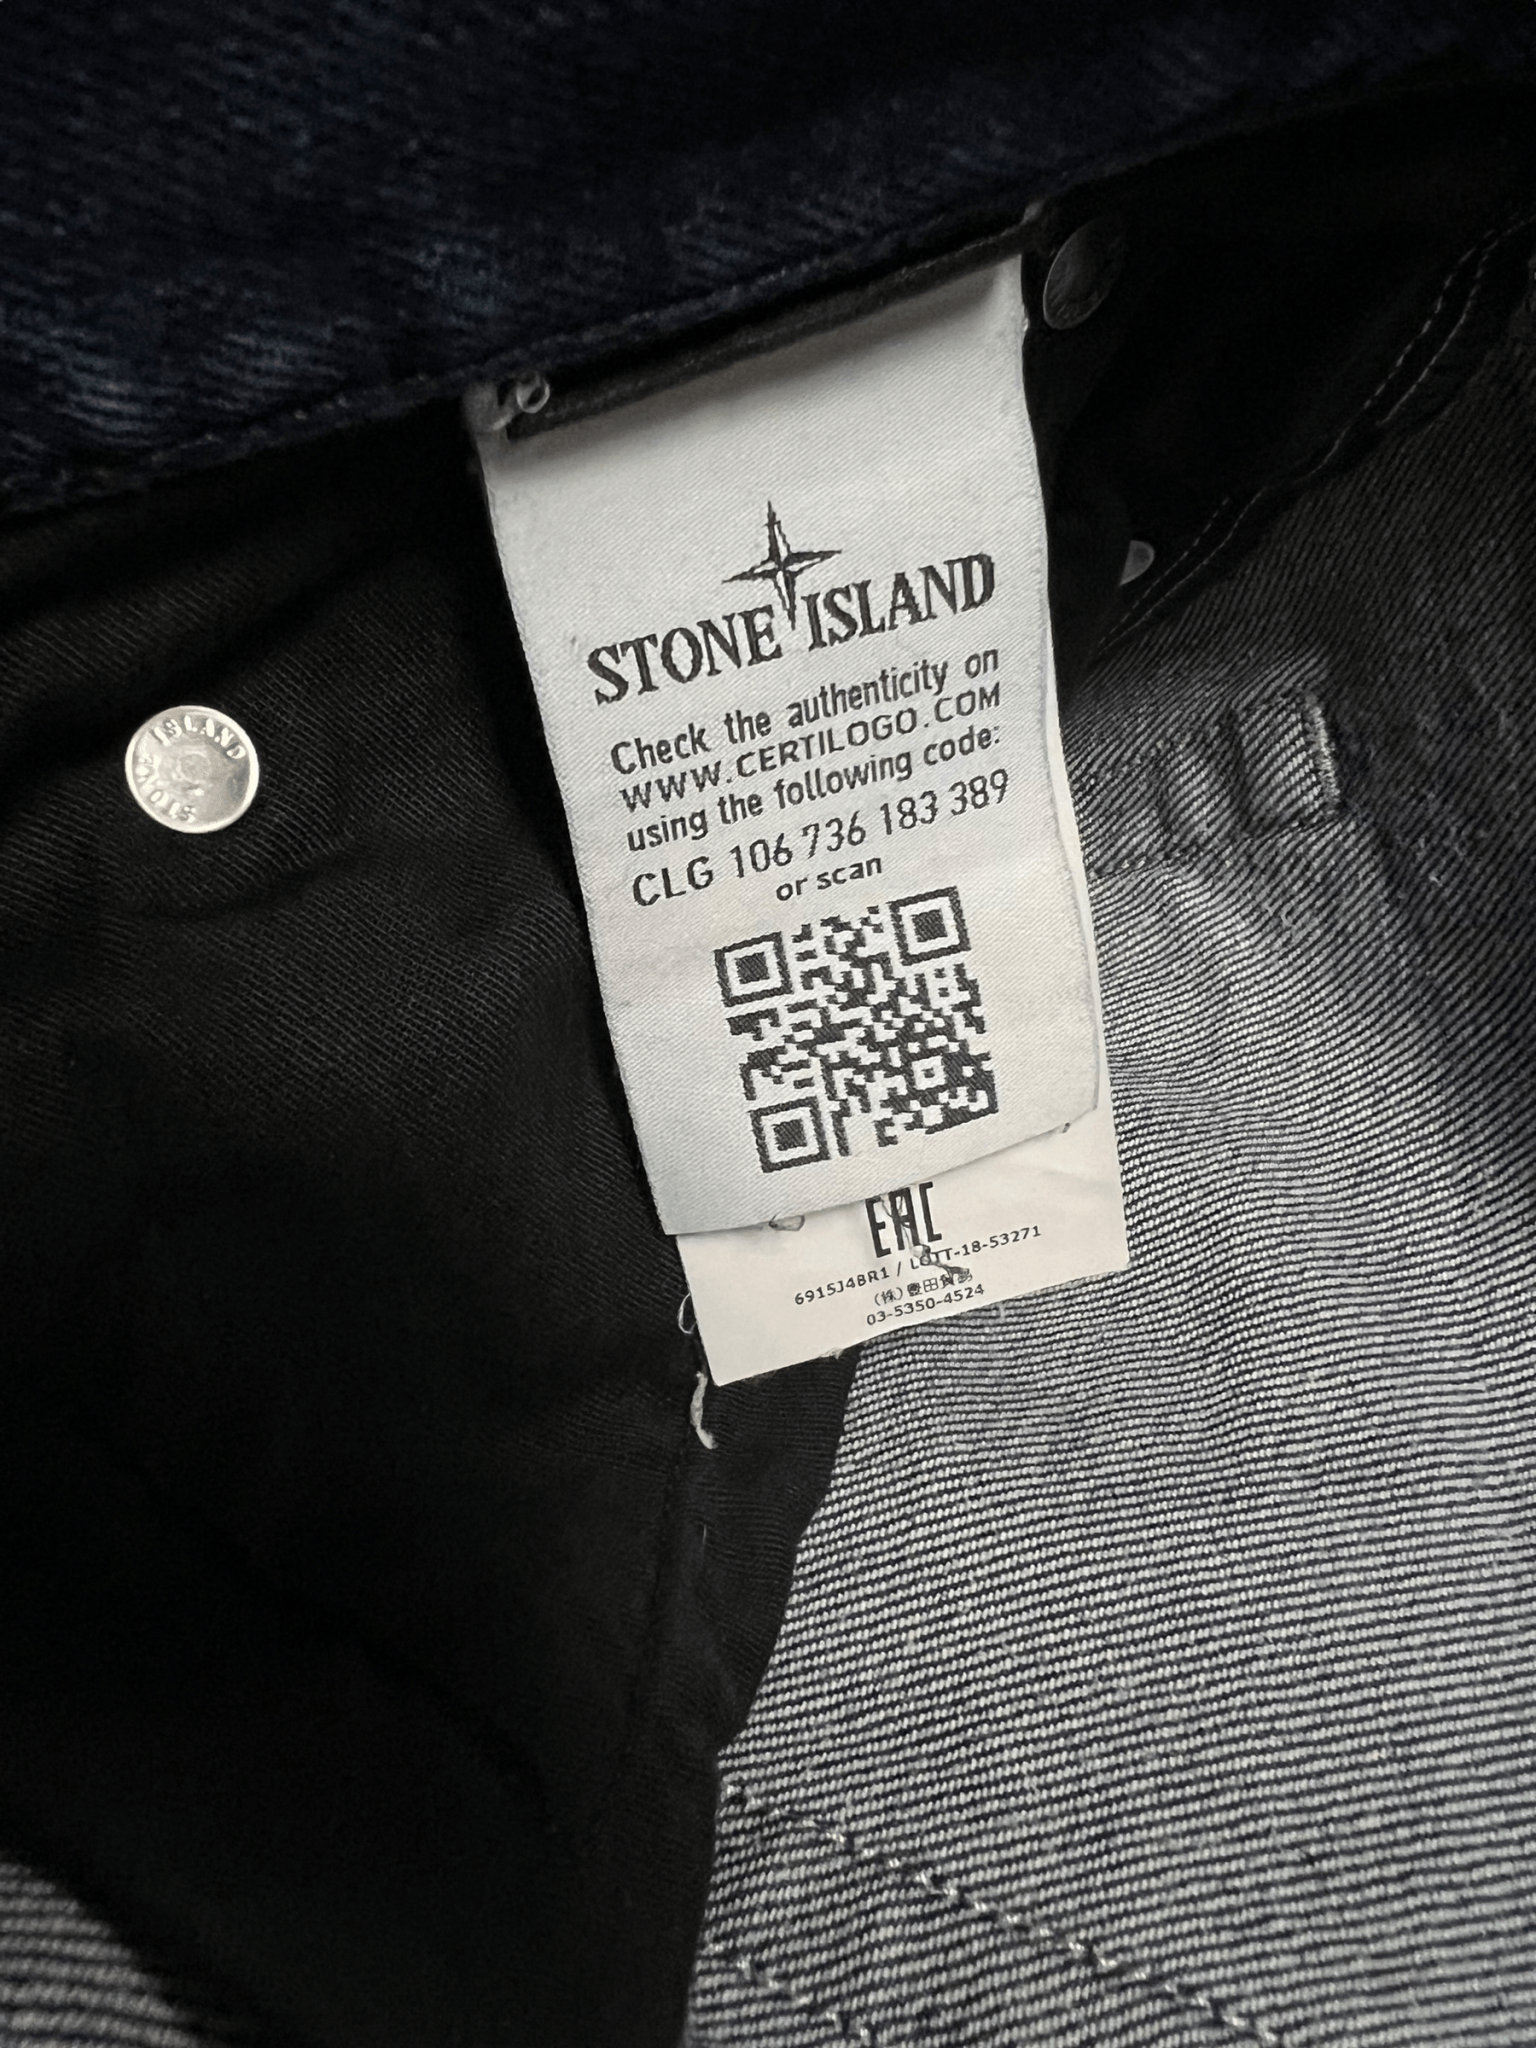 STONE ISLAND
Check the authenticity on
WWW.CERTILOGO.COM
using the following code:
CLG 106 736 183 389
or scan
EAC
6915J4BR1 / LOTT-18-53271
(株)豊田貿易
03-5350-4524
STONE ISLAND